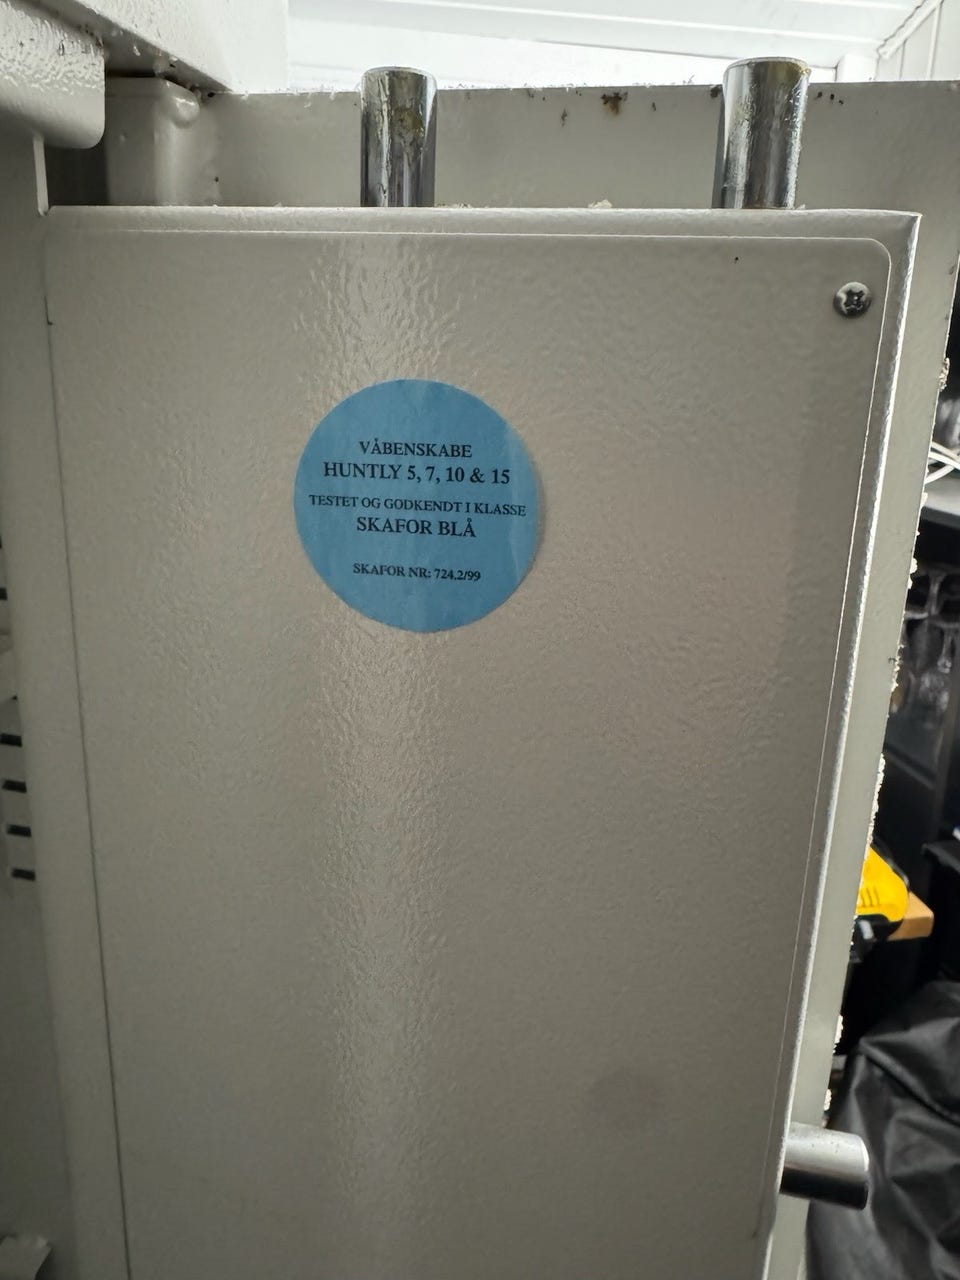 VÅBENSKABE
HUNTLY 5, 7, 10 & 15
TESTET OG GODKENDT I KLASSE
SKAFOR BLÅ
SKAFOR NR: 724.2/99